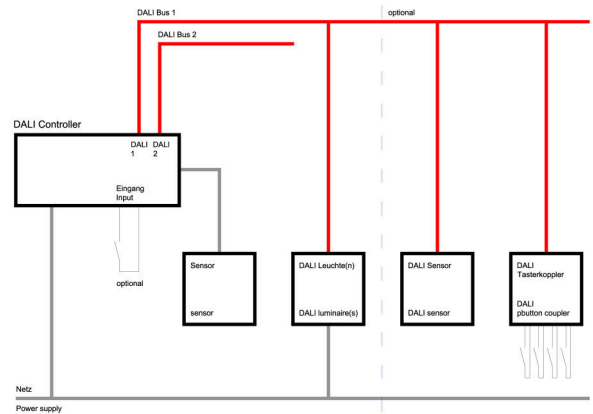 DALI Bus 1
optional
DALI Bus 2
DALI Controller
DALI DALI
1 2
Eingang
Input
optional
Sensor
sensor
DALI Leuchte(n)
DALI luminaire(s)
DALI Sensor
DALI sensor
DALI
Tasterkoppler
DALI
pbutton coupler
Netz
Power supply